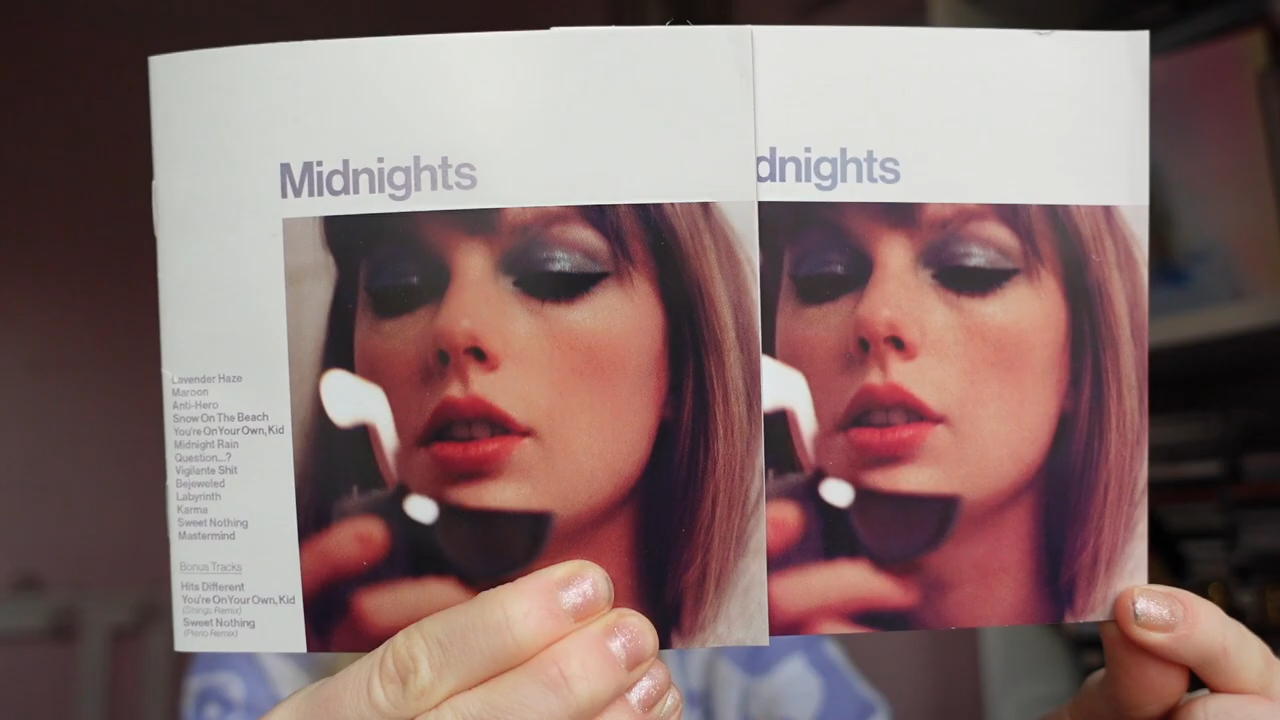 Midnights
dnights
Lavender Haze
Maroon
Anti-Hero
Snow On The Beach
You're On Your Own, Kid
Midnight Rain
Question...?
Vigilante Shit
Bejeweled
Labyrinth
Karma
Sweet Nothing
Mastermind
Bonus Tracks
Hits Different
You're On Your Own, Kid
(Strings Remix)
Sweet Nothing
(Piano Remix)